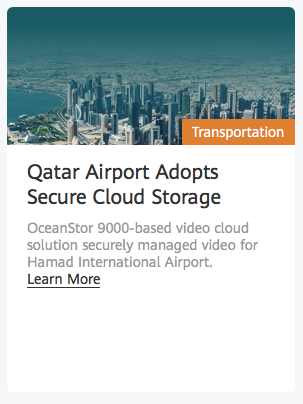 Transportation
Qatar Airport Adopts
Secure Cloud Storage
OceanStor 9000-based video cloud
solution securely managed video for
Hamad International Airport.
Learn More